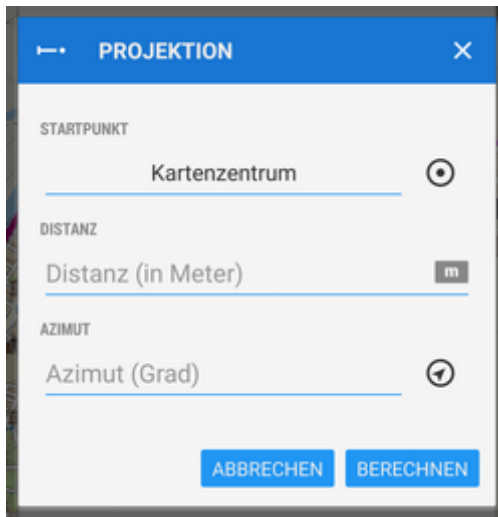 PROJEKTION
STARTPUNKT
Kartenzentrum
DISTANZ
Distanz (in Meter)
m
AZIMUT
Azimut (Grad)
ABBRECHEN BERECHNEN